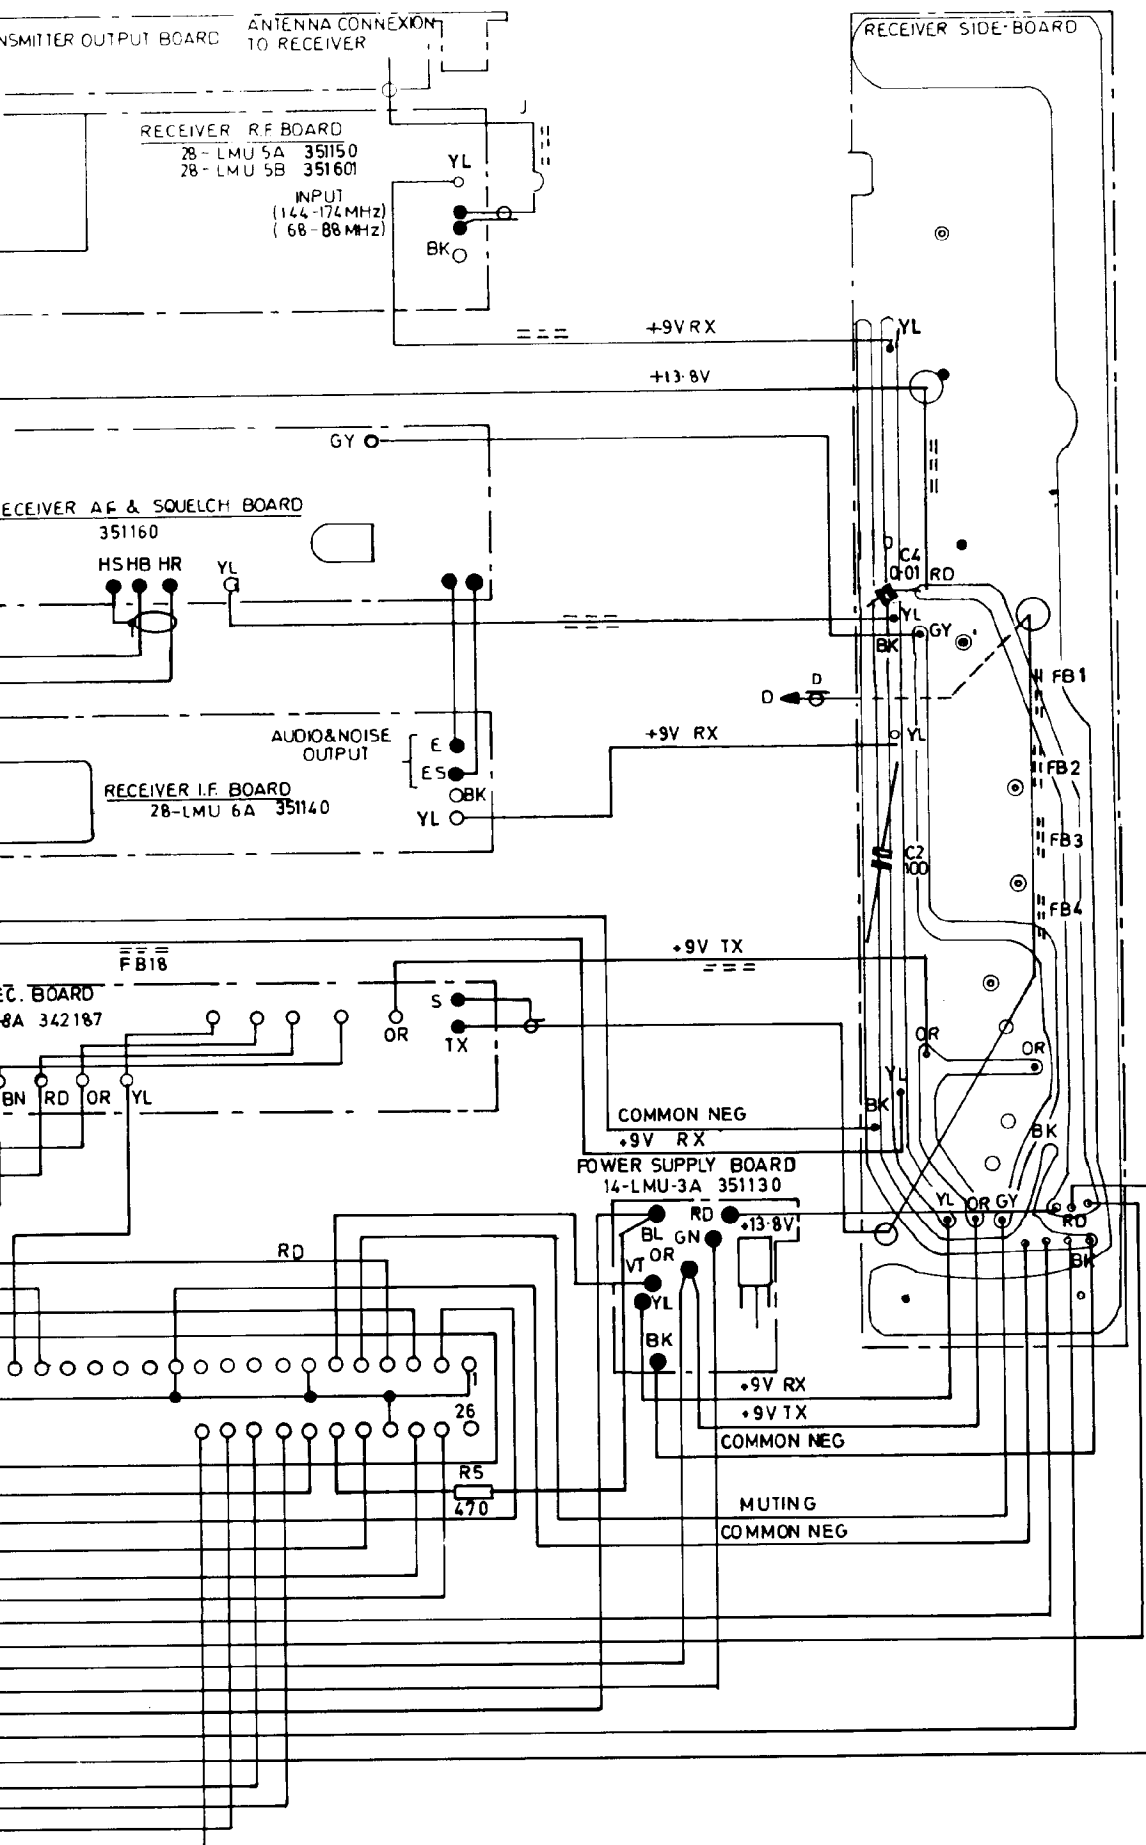 NSMITTER OUTPUT BOARD
ANTENNA CONNEXION
TO RECEIVER
RECEIVER SIDE-BOARD
J
RECEIVER R.F. BOARD
28-LMU 5A 351150
28-LMU 5B 351601
YL
INPUT
(144-174MHz)
(68-88MHz)
BK
+9V RX
YL
+13.8V
GY
ECEIVER A.F. & SQUELCH BOARD
351160
HS HB HR
YL
C4
0.01
RD
YL
GY
BK
FB1
D
D
AUDIO&NOISE
OUTPUT
E
ES
+9V RX
YL
FB2
RECEIVER I.F. BOARD
28-LMU 6A 351140
BK
YL
FB3
C2
100
FB4
+9V TX
FB18
EC. BOARD
-8A 342187
S
OR
TX
OR
OR
BN RD OR YL
YL
BK
COMMON NEG
+9V RX
BK
POWER SUPPLY BOARD
14-LMU-3A 351130
YL OR GY
RD
RD
+13.8V
BL
GN
OR
RD
VT
YL
BK
BK
1
+9V RX
26
+9V TX
COMMON NEG
R5
470
MUTING
COMMON NEG